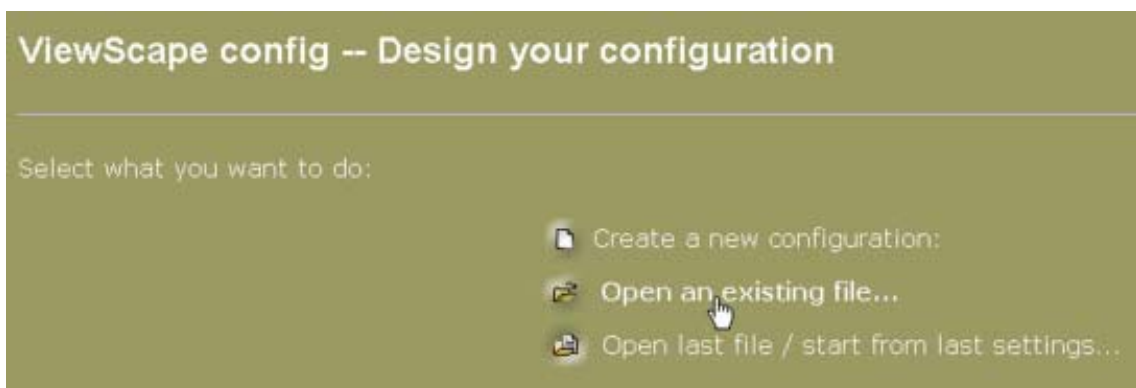 ViewScape config -- Design your configuration
Select what you want to do:
Create a new configuration:
Open an existing file...
Open last file / start from last settings...